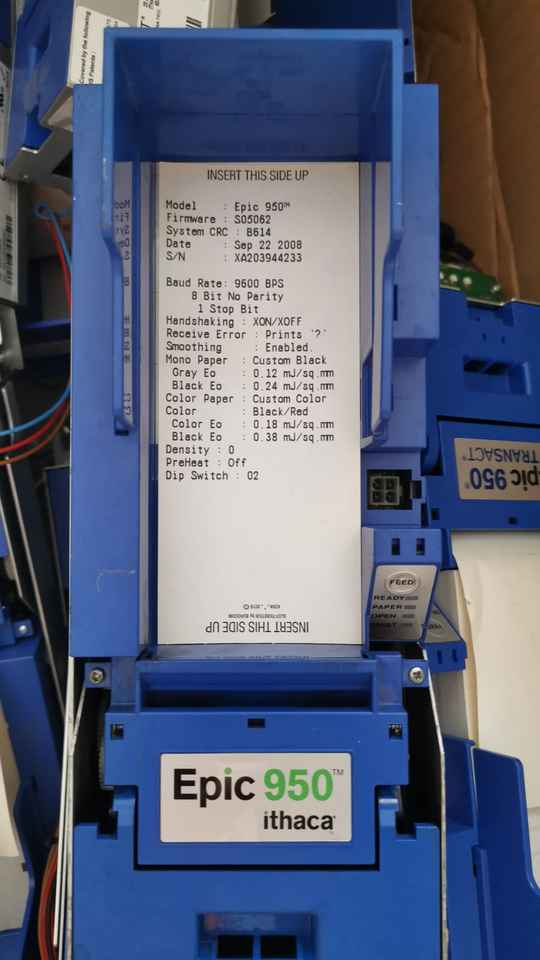 Covered by the following
INSERT THIS SIDE UP
Model : Epic 950™
Firmware : S05062
System CRC : B614
Date : Sep 22 2008
S/N : XA203944233
Baud Rate: 9600 BPS
8 Bit No Parity
1 Stop Bit
Handshaking : XON/XOFF
Receive Error : Prints '?'
Smoothing : Enabled
Mono Paper : Custom Black
Gray Eo : 0.12 mJ/sq.mm
Black Eo : 0.24 mJ/sq.mm
Color Paper : Custom Color
Color : Black/Red
Color Eo : 0.18 mJ/sq.mm
Black Eo : 0.38 mJ/sq.mm
Density : 0
PreHeat : Off
Dip Switch : 02
INSERT THIS SIDE UP
Epic 950™
TRANSACT
FEED
READY
PAPER
OPEN
Epic 950™
ithaca